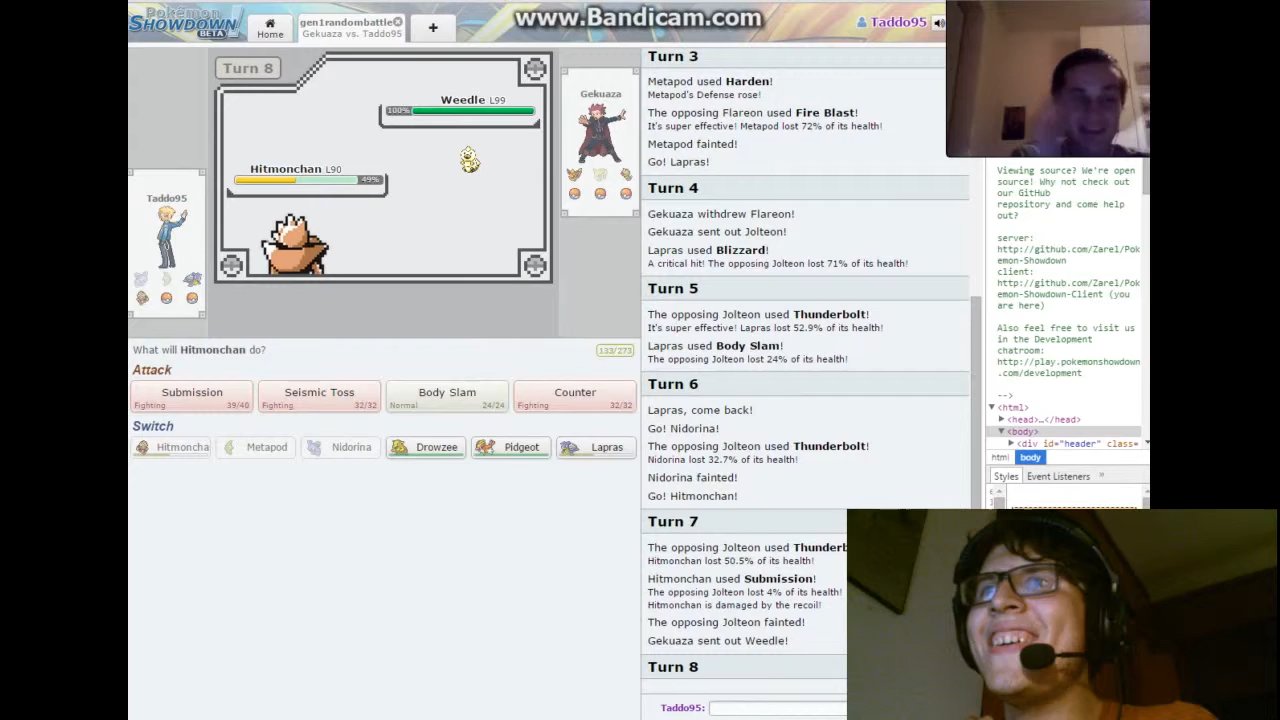 www.Bandicam.com
Pokémon
SHOWDOWN!
BETA
Home
gen1randombattle
Gekuaza vs. Taddo95
+
Taddo95
Turn 8
Weedle L99
100%
Hitmonchan L90
49%
Taddo95
Gekuaza
What will Hitmonchan do?
133/273
Attack
Submission
Fighting 39/40
Seismic Toss
Fighting 32/32
Body Slam
Normal 24/24
Counter
Fighting 32/32
Switch
Hitmoncha
Metapod
Nidorina
Drowzee
Pidgeot
Lapras
Turn 3
Metapod used Harden!
Metapod's Defense rose!
The opposing Flareon used Fire Blast!
It's super effective! Metapod lost 72% of its health!
Metapod fainted!
Go! Lapras!
Turn 4
Gekuaza withdrew Flareon!
Gekuaza sent out Jolteon!
Lapras used Blizzard!
A critical hit! The opposing Jolteon lost 71% of its health!
Turn 5
The opposing Jolteon used Thunderbolt!
It's super effective! Lapras lost 52.9% of its health!
Lapras used Body Slam!
The opposing Jolteon lost 24% of its health!
Turn 6
Lapras, come back!
Go! Nidorina!
The opposing Jolteon used Thunderbolt!
Nidorina lost 32.7% of its health!
Nidorina fainted!
Go! Hitmonchan!
Turn 7
The opposing Jolteon used Thunderb
Hitmonchan lost 50.5% of its health!
Hitmonchan used Submission!
The opposing Jolteon lost 4% of its health!
Hitmonchan is damaged by the recoil!
The opposing Jolteon fainted!
Gekuaza sent out Weedle!
Turn 8
Taddo95:
Viewing source? We're open
source! Why not check out
our GitHub
repository and come help
out?
server:
http://github.com/Zarel/Pok
emon-Showdown
client:
http://github.com/Zarel/Pok
emon-Showdown-Client (you
are here)
Also feel free to visit us
in the Development
chatroom:
http://play.pokemonshowdown
.com/development
-->
<html>
<head>…</head>
<body>
<div id="header" class=
html body
Styles Event Listeners